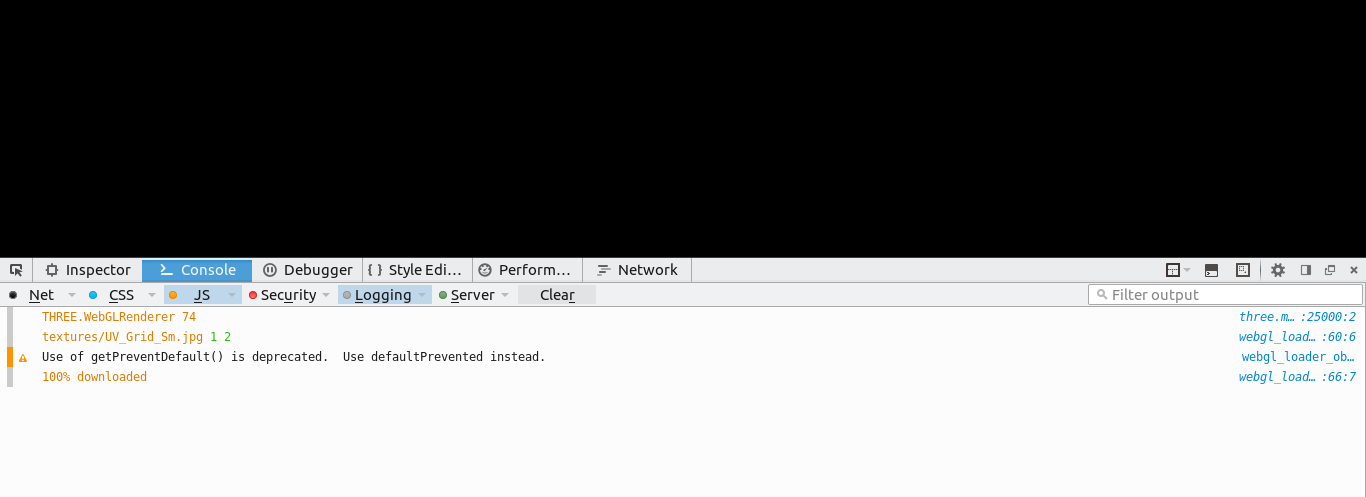 Inspector Console Debugger Style Edi… Perform… Network
Net CSS JS Security Logging Server Clear Filter output
THREE.WebGLRenderer 74 three.m… :25000:2
textures/UV_Grid_Sm.jpg 1 2 webgl_load… :60:6
Use of getPreventDefault() is deprecated.  Use defaultPrevented instead. webgl_loader_ob…
100% downloaded webgl_load… :66:7